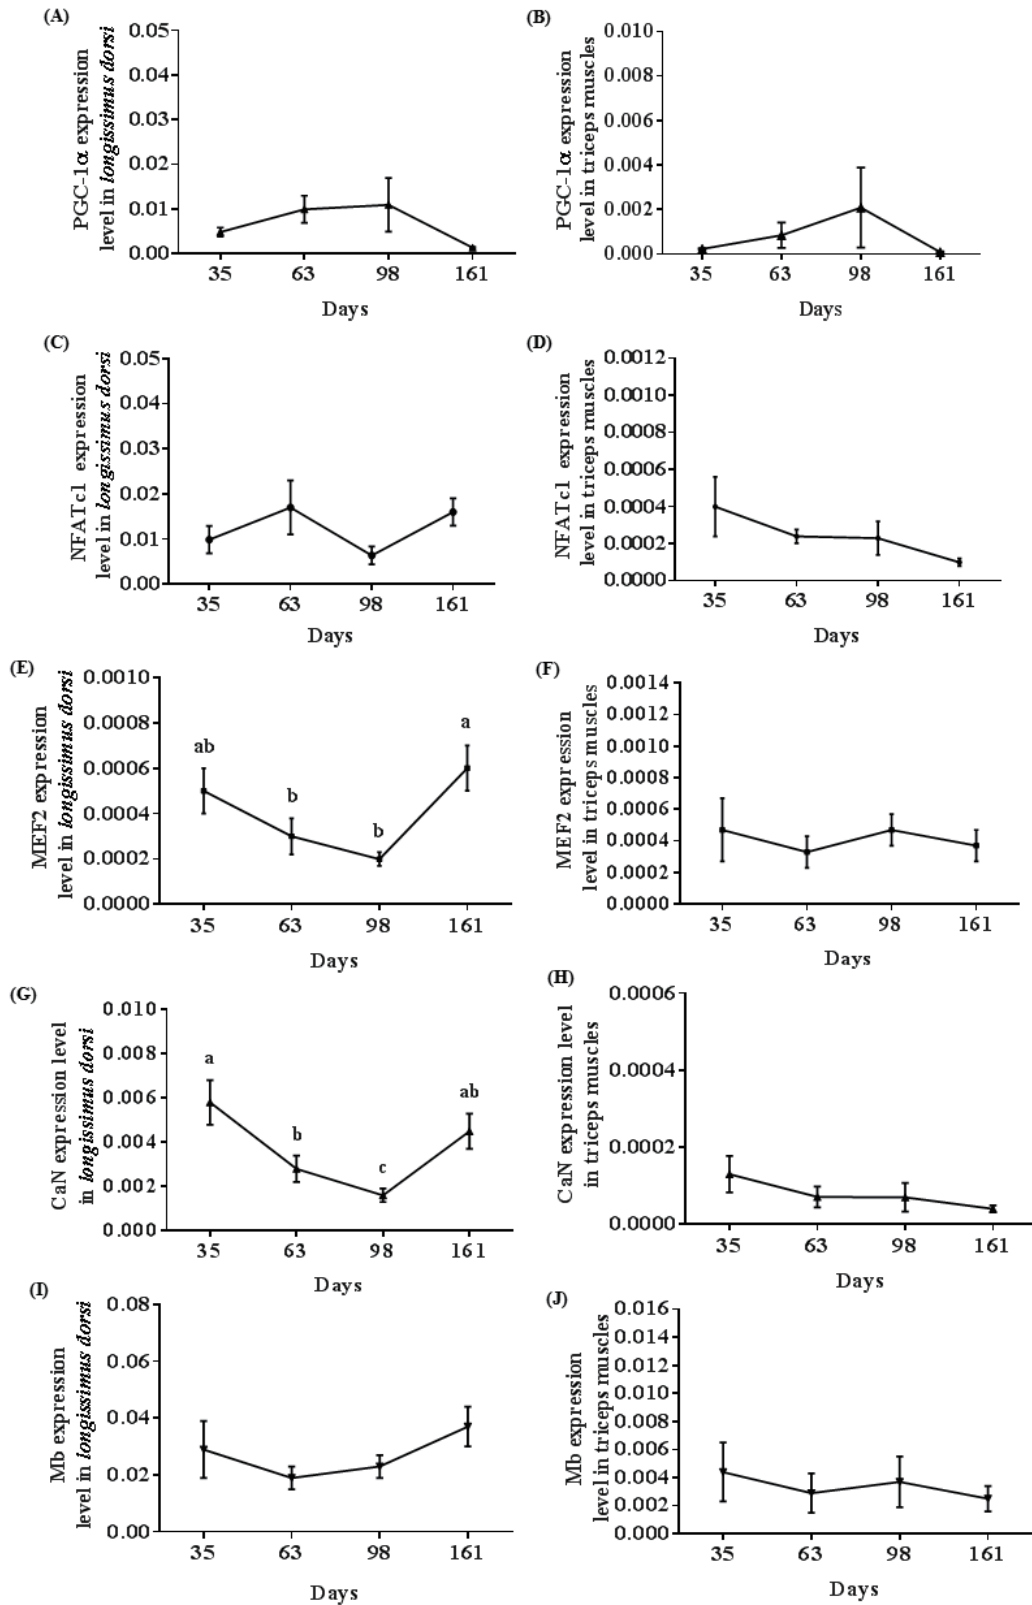 (A)
PGC-1α expression
level in longissimus dorsi
0.05
0.04
0.03
0.02
0.01
0.00
35 63 98 161
Days
(B)
PGC-1α expression
level in triceps muscles
0.010
0.008
0.006
0.004
0.002
0.000
35 63 98 161
Days
(C)
NFATc1 expression
level in longissimus dorsi
0.05
0.04
0.03
0.02
0.01
0.00
35 63 98 161
Days
(D)
NFATc1 expression
level in triceps muscles
0.0012
0.0010
0.0008
0.0006
0.0004
0.0002
0.0000
35 63 98 161
Days
(E)
MEF2 expression
level in longissimus dorsi
0.0010
0.0008
0.0006
0.0004
0.0002
0.0000
ab
b
b
a
35 63 98 161
Days
(F)
MEF2 expression
level in triceps muscles
0.0014
0.0012
0.0010
0.0008
0.0006
0.0004
0.0002
0.0000
35 63 98 161
Days
(G)
CaN expression level
in longissimus dorsi
0.010
0.008
0.006
0.004
0.002
0.000
a
b
c
ab
35 63 98 161
Days
(H)
CaN expression level
in triceps muscles
0.0006
0.0004
0.0002
0.0000
35 63 98 161
Days
(I)
Mb expression
level in longissimus dorsi
0.08
0.06
0.04
0.02
0.00
35 63 98 161
Days
(J)
Mb expression
level in triceps muscles
0.016
0.014
0.012
0.010
0.008
0.006
0.004
0.002
0.000
35 63 98 161
Days